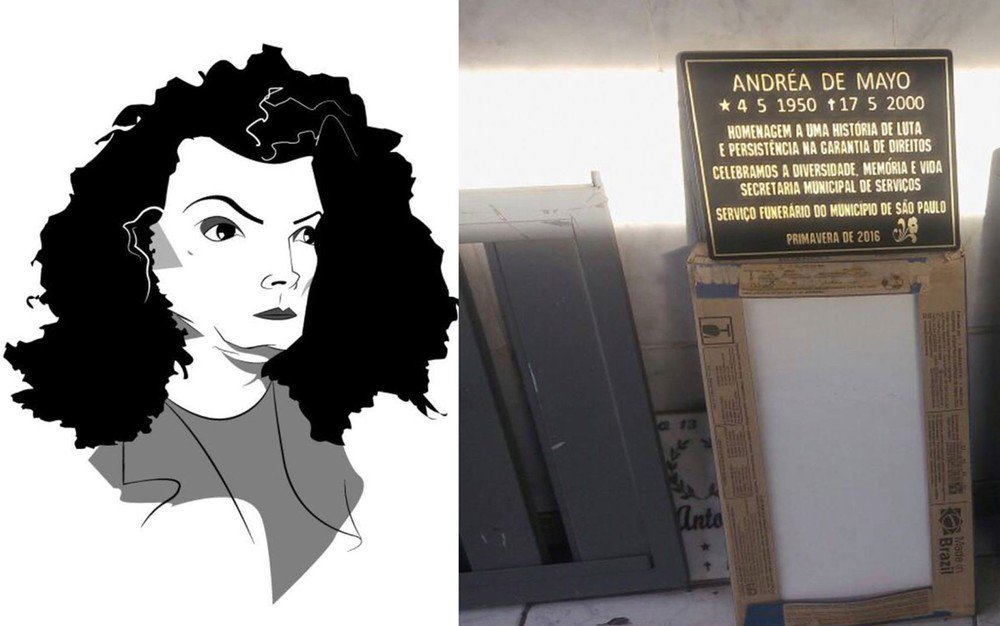 ANDRÉA DE MAYO
★ 4 5 1950 ✝ 17 5 2000
HOMENAGEM A UMA HISTÓRIA DE LUTA
E PERSISTÊNCIA NA GARANTIA DE DIREITOS
CELEBRAMOS A DIVERSIDADE, MEMÓRIA E VIDA
SECRETARIA MUNICIPAL DE SERVIÇOS
SERVIÇO FUNERÁRIO DO MUNICÍPIO DE SÃO PAULO
PRIMAVERA DE 2016
13
Anto
Made in
Brazil